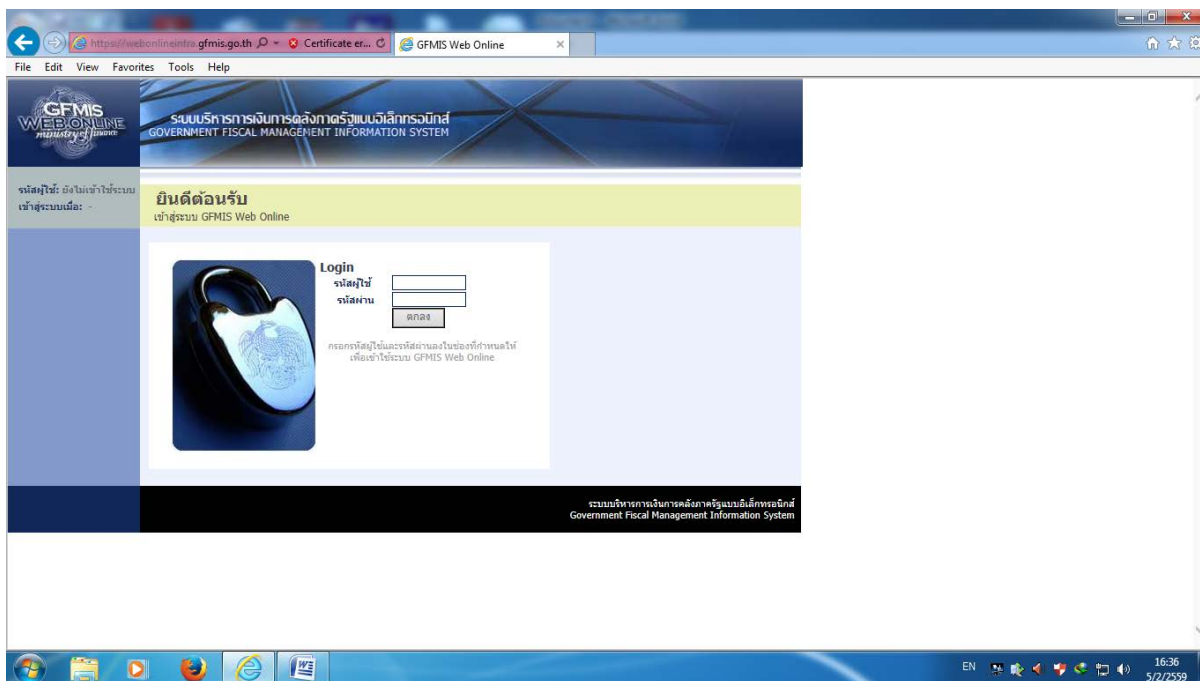 https://webonlineintra.gfmis.go.th
Certificate er...
GFMIS Web Online
File Edit View Favorites Tools Help
GFMIS
WEB ONLINE
ministry of finance
ระบบบริหารการเงินการคลังภาครัฐแบบอิเล็กทรอนิกส์
GOVERNMENT FISCAL MANAGEMENT INFORMATION SYSTEM
รหัสผู้ใช้: ยังไม่เข้าใช้ระบบ
เข้าสู่ระบบเมื่อ: -
ยินดีต้อนรับ
เข้าสู่ระบบ GFMIS Web Online
Login
รหัสผู้ใช้
รหัสผ่าน
ตกลง
กรอกรหัสผู้ใช้และรหัสผ่านลงในช่องที่กำหนดให้
เพื่อเข้าใช้ระบบ GFMIS Web Online
ระบบบริหารการเงินการคลังภาครัฐแบบอิเล็กทรอนิกส์
Government Fiscal Management Information System
EN
16:36
5/2/2559